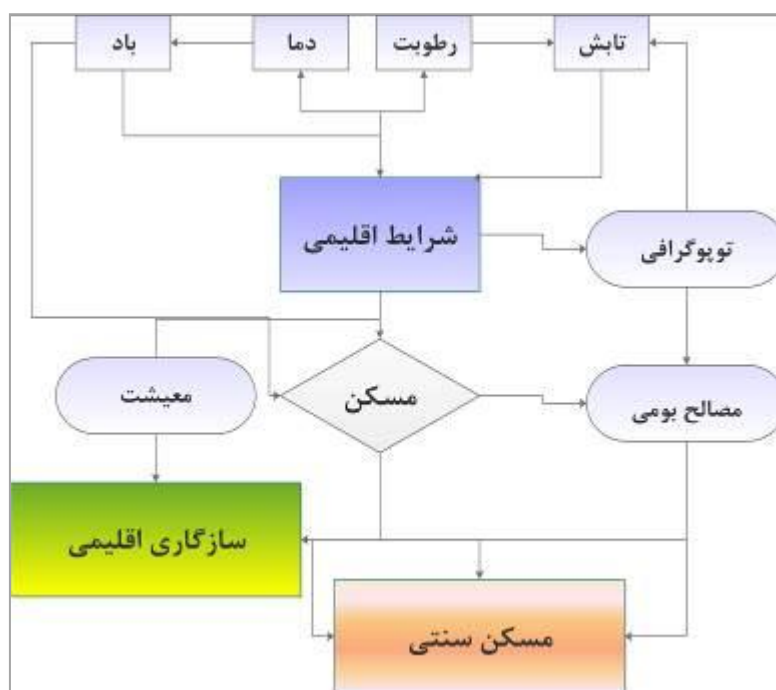 تابش
رطوبت
دما
باد
شرایط اقلیمی
توپوگرافی
معیشت
مسکن
مصالح بومی
سازگاری اقلیمی
مسکن سنتی